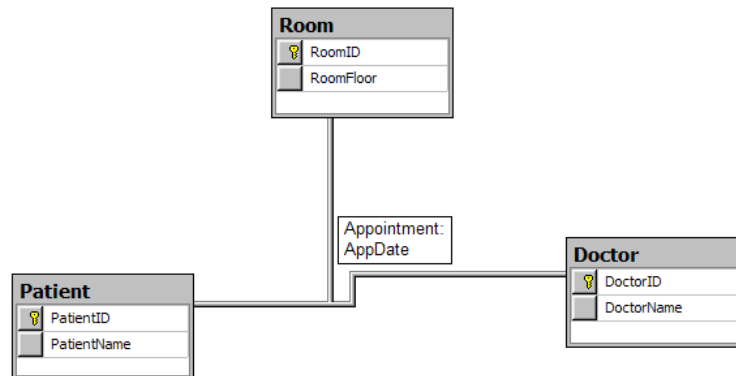 Room
RoomID
RoomFloor
Appointment:
AppDate
Doctor
DoctorID
DoctorName
Patient
PatientID
PatientName